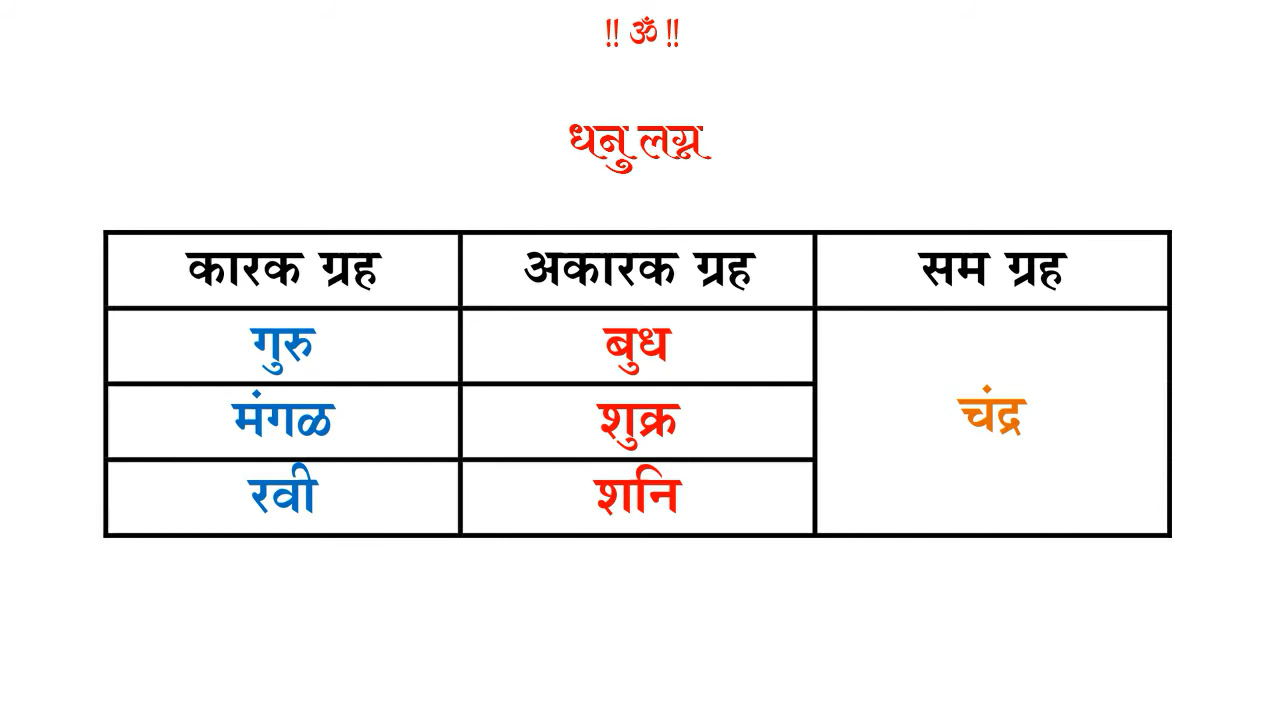 !! ॐ !!
धनु लग्न
कारक ग्रह अकारक ग्रह सम ग्रह
गुरु बुध
मंगळ शुक्र चंद्र
रवी शनि